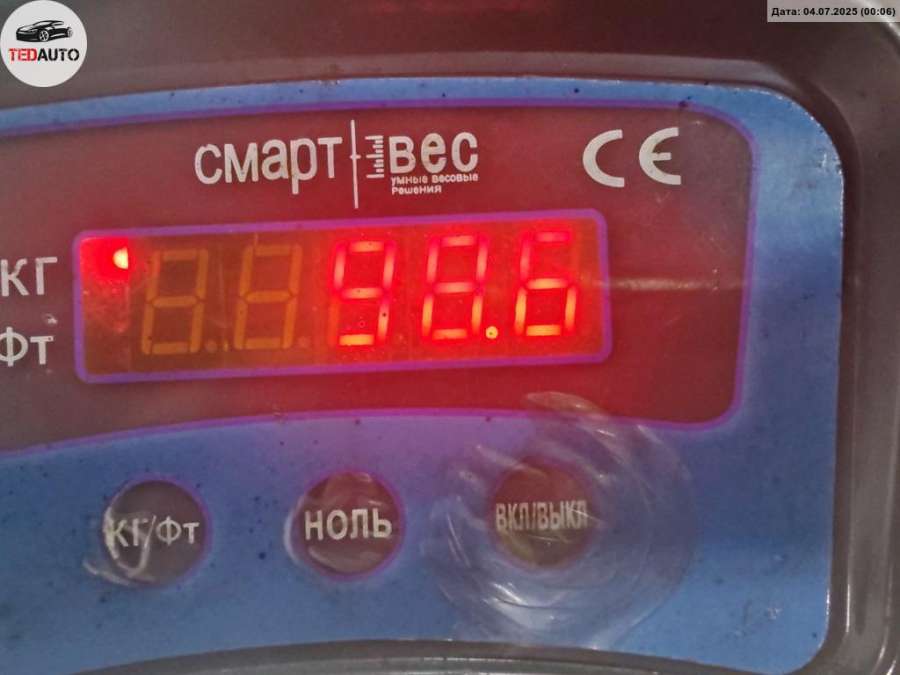 Дата: 04.07.2025 (00:06)
TEDAUTO
смарт вес
умные весовые
Решения
CE
98.6
КГ
ФТ
КГ/ФТ
НОЛЬ
ВКЛ/ВЫКЛ